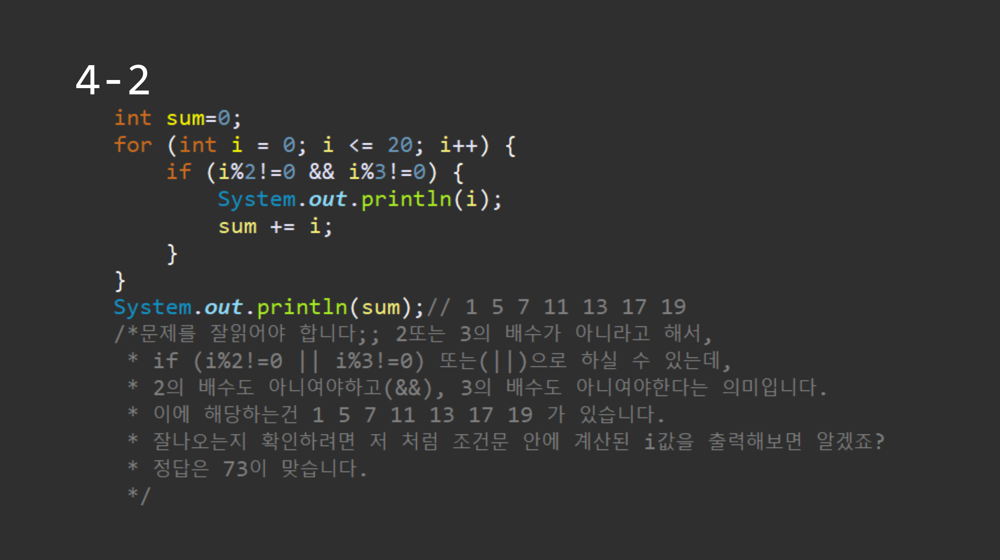 4-2
int sum=0;
for (int i = 0; i <= 20; i++) {
if (i%2!=0 && i%3!=0) {
System.out.println(i);
sum += i;
}
}
System.out.println(sum);// 1 5 7 11 13 17 19
/*문제를 잘읽어야 합니다;; 2또는 3의 배수가 아니라고 해서,
* if (i%2!=0 || i%3!=0) 또는(||)으로 하실 수 있는데,
* 2의 배수도 아니여야하고(&&), 3의 배수도 아니여야한다는 의미입니다.
* 이에 해당하는건 1 5 7 11 13 17 19 가 있습니다.
* 잘나오는지 확인하려면 저 처럼 조건문 안에 계산된 i값을 출력해보면 알겠죠?
* 정답은 73이 맞습니다.
*/